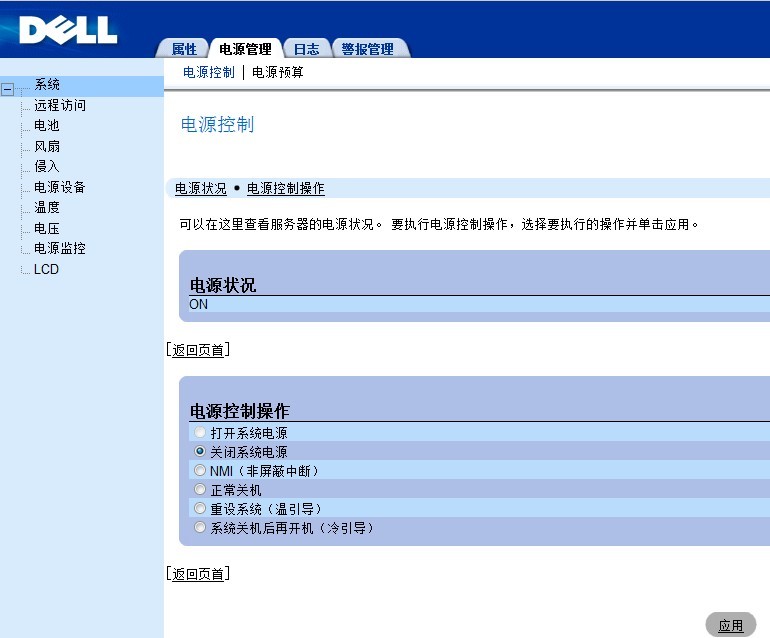 DELL
属性 电源管理 日志 警报管理
电源控制 | 电源预算
系统
远程访问
电池
风扇
侵入
电源设备
温度
电压
电源监控
LCD
电源控制
电源状况 ● 电源控制操作
可以在这里查看服务器的电源状况。 要执行电源控制操作，选择要执行的操作并单击应用。
电源状况
ON
[返回页首]
电源控制操作
打开系统电源
关闭系统电源
NMI（非屏蔽中断）
正常关机
重设系统（温引导）
系统关机后再开机（冷引导）
[返回页首]
应用